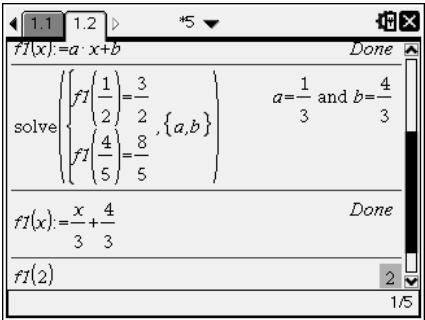 1.1 1.2 *5
f1(x):=a·x+b Done
solve({f1(1/2)=3/2, f1(4/5)=8/5 ,{a,b}) a=1/3 and b=4/3
f1(x):=x/3+4/3 Done
f1(2) 2
1/5